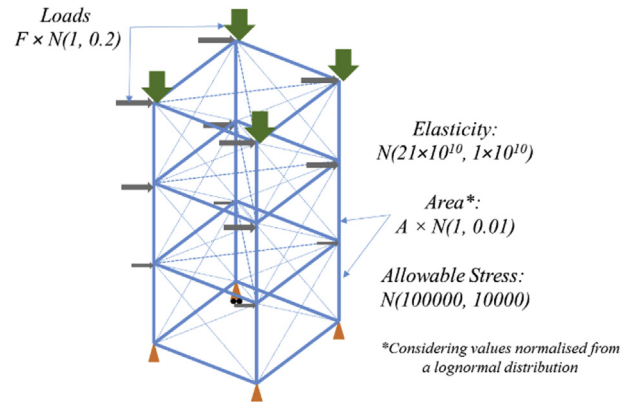 Loads
F × N(1, 0.2)
Elasticity:
N(21×10¹⁰, 1×10¹⁰)
Area*:
A × N(1, 0.01)
Allowable Stress:
N(100000, 10000)
*Considering values normalised from
a lognormal distribution